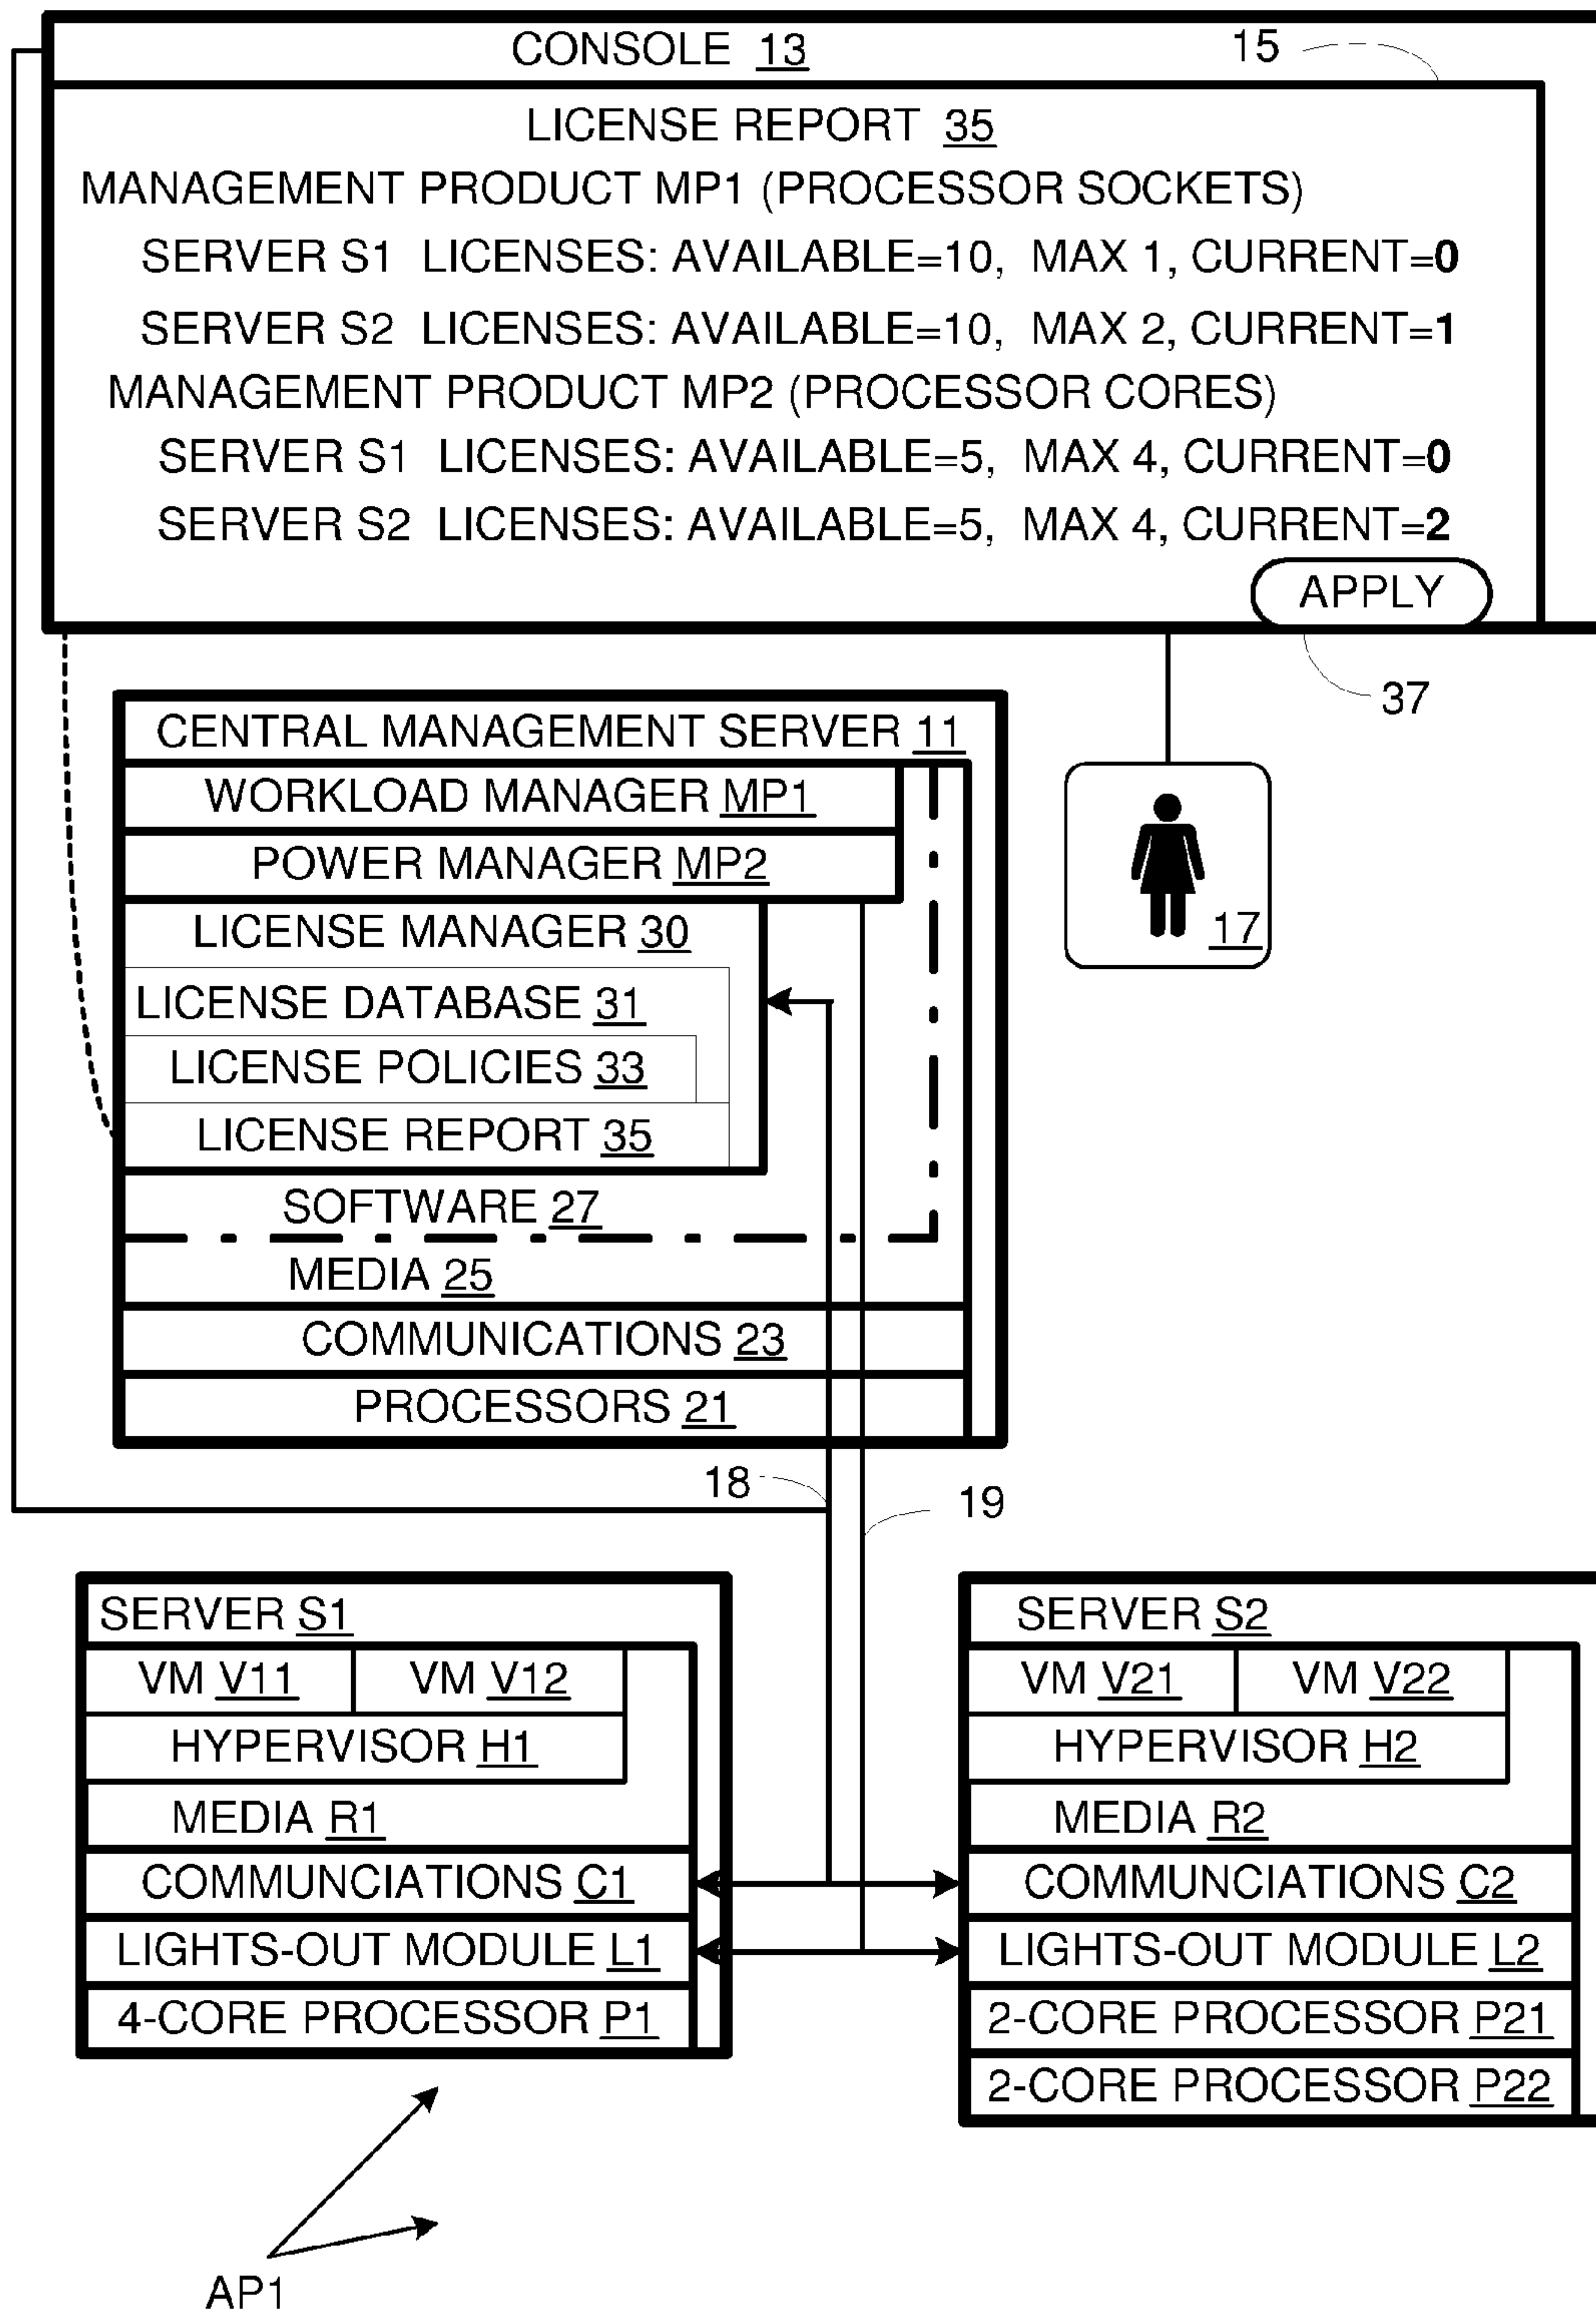 CONSOLE 13
15
LICENSE REPORT 35
MANAGEMENT PRODUCT MP1 (PROCESSOR SOCKETS)
SERVER S1 LICENSES: AVAILABLE=10, MAX 1, CURRENT=0
SERVER S2 LICENSES: AVAILABLE=10, MAX 2, CURRENT=1
MANAGEMENT PRODUCT MP2 (PROCESSOR CORES)
SERVER S1 LICENSES: AVAILABLE=5, MAX 4, CURRENT=0
SERVER S2 LICENSES: AVAILABLE=5, MAX 4, CURRENT=2
APPLY
37
CENTRAL MANAGEMENT SERVER 11
WORKLOAD MANAGER MP1
POWER MANAGER MP2
LICENSE MANAGER 30
LICENSE DATABASE 31
LICENSE POLICIES 33
LICENSE REPORT 35
SOFTWARE 27
MEDIA 25
COMMUNICATIONS 23
PROCESSORS 21
17
18
19
SERVER S1
VM V11 VM V12
HYPERVISOR H1
MEDIA R1
COMMUNCIATIONS C1
LIGHTS-OUT MODULE L1
4-CORE PROCESSOR P1
SERVER S2
VM V21 VM V22
HYPERVISOR H2
MEDIA R2
COMMUNCIATIONS C2
LIGHTS-OUT MODULE L2
2-CORE PROCESSOR P21
2-CORE PROCESSOR P22
AP1